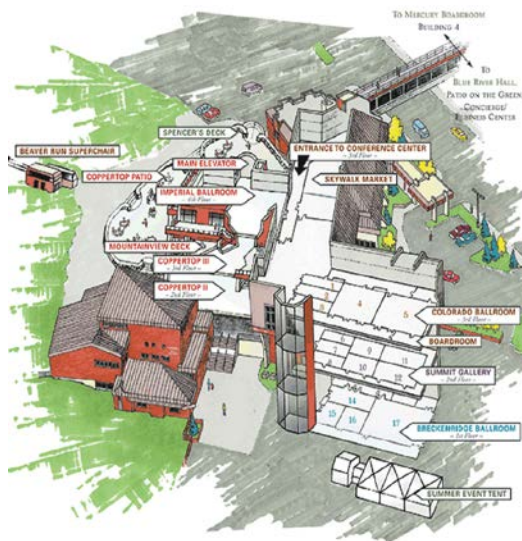 TO MERCURY BOARDROOM
BUILDING 4
TO
BLUE RIVER HALL,
PATIO ON THE GREEN
CONCIERGE/
BUSINESS CENTER
SPENCER'S DECK
BEAVER RUN SUPERCHAIR
MAIN ELEVATOR
ENTRANCE TO CONFERENCE CENTER
~ 3rd Floor ~
COPPERTOP PATIO
SKYWALK MARKET
IMPERIAL BALLROOM
~ 4th Floor ~
MOUNTAINVIEW DECK
COPPERTOP III
~ 3rd Floor ~
COPPERTOP II
~ 2nd Floor ~
1
4
5
COLORADO BALLROOM
~ 3rd Floor ~
BOARDROOM
6
9
11
8
10
12
SUMMIT GALLERY
~ 2nd Floor ~
14
15
16
17
BRECKENRIDGE BALLROOM
~ 1st Floor ~
SUMMER EVENT TENT